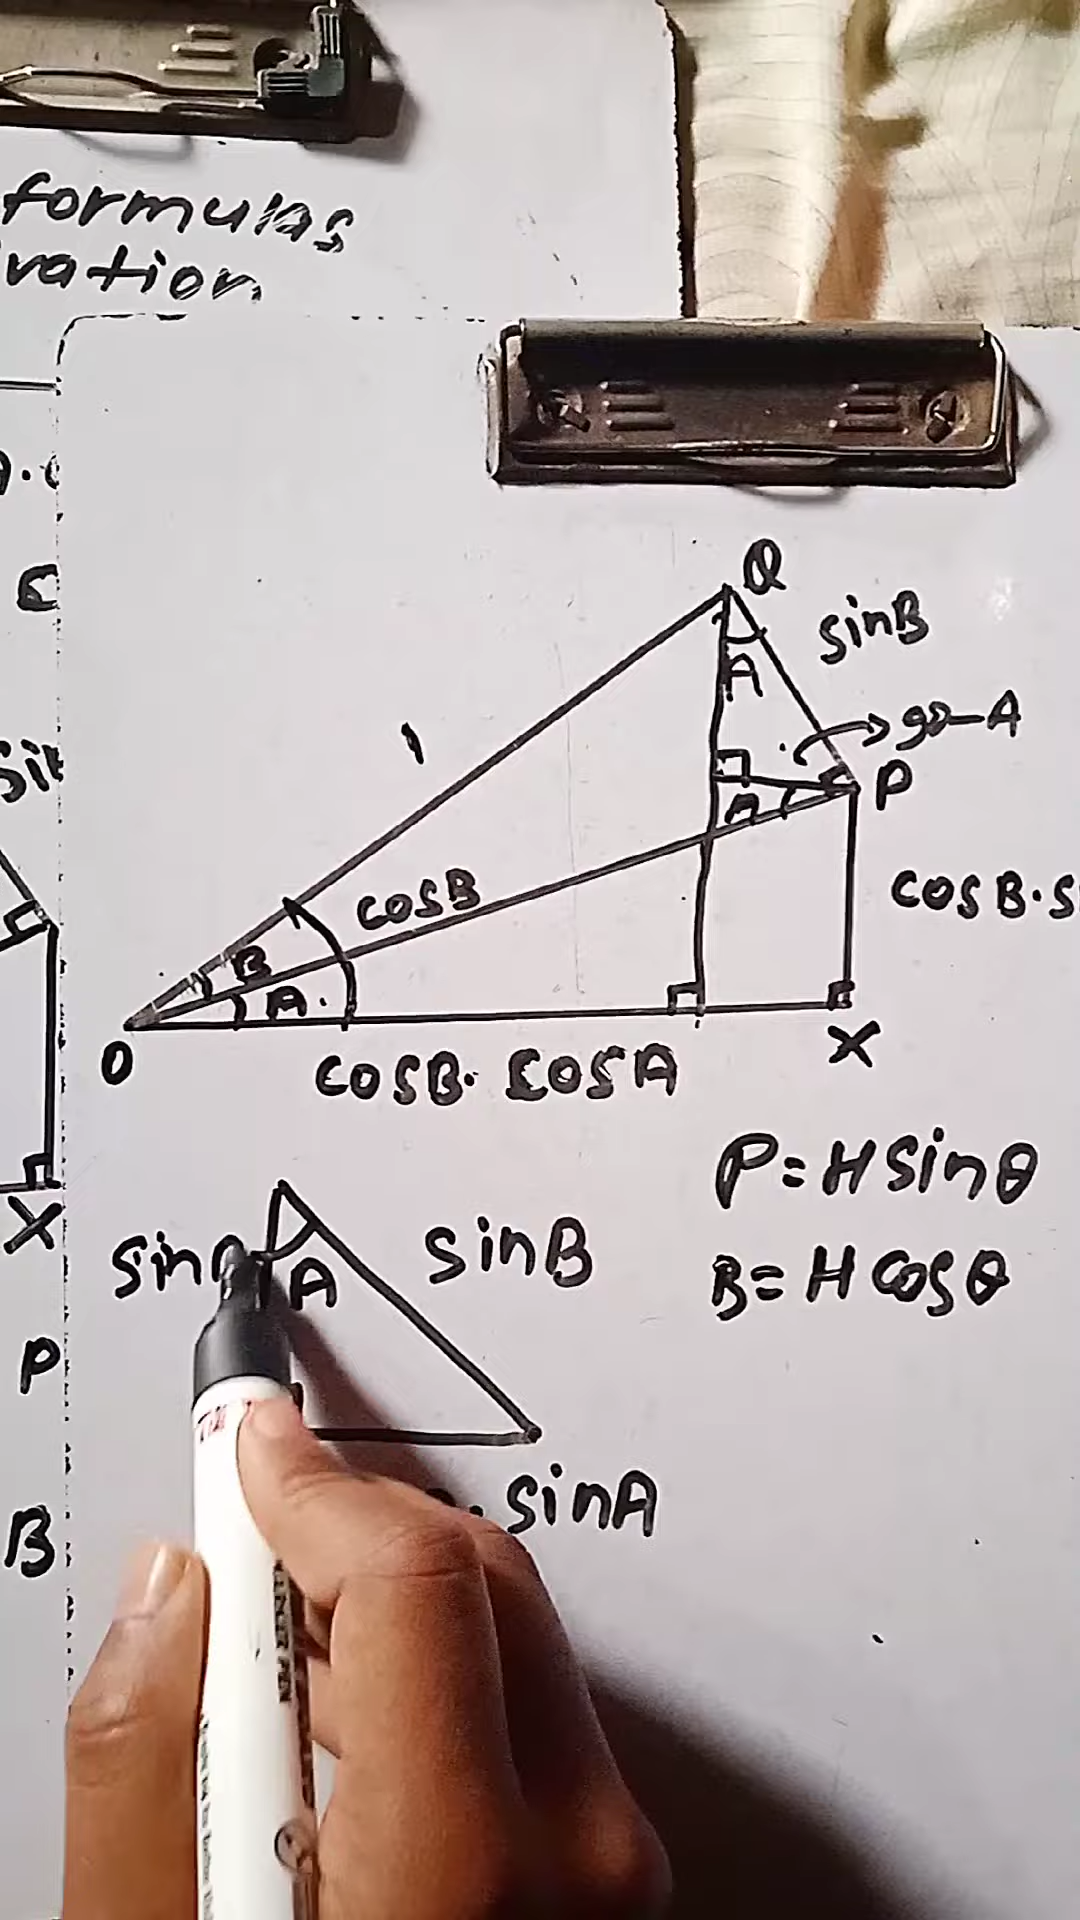 formulas
vation
Q
sinB
A
1
90-A
P
A
cosB
cosB.s
B
A.
O
X
cosB. cosA
P=Hsinθ
B=Hcosθ
X
sin
A
sinB
P
sinA
B